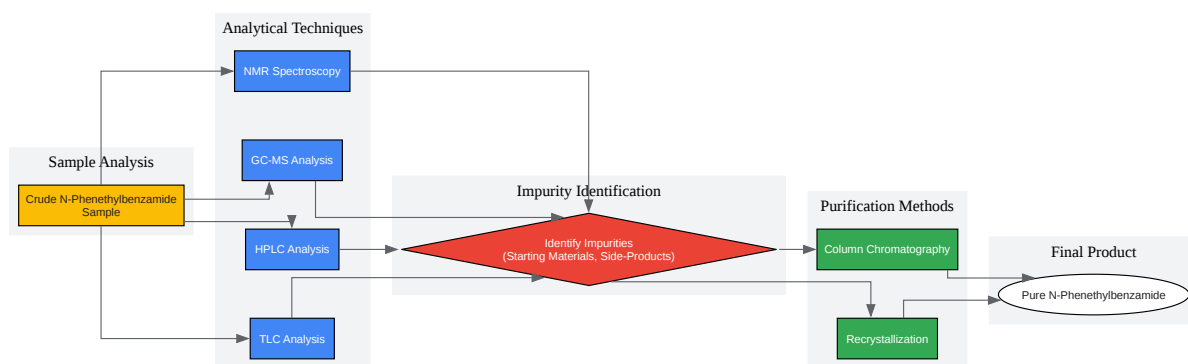 Sample Analysis
Crude N-Phenethylbenzamide
Sample
Analytical Techniques
NMR Spectroscopy
GC-MS Analysis
HPLC Analysis
TLC Analysis
Impurity Identification
Identify Impurities
(Starting Materials, Side-Products)
Purification Methods
Column Chromatography
Recrystallization
Final Product
Pure N-Phenethylbenzamide